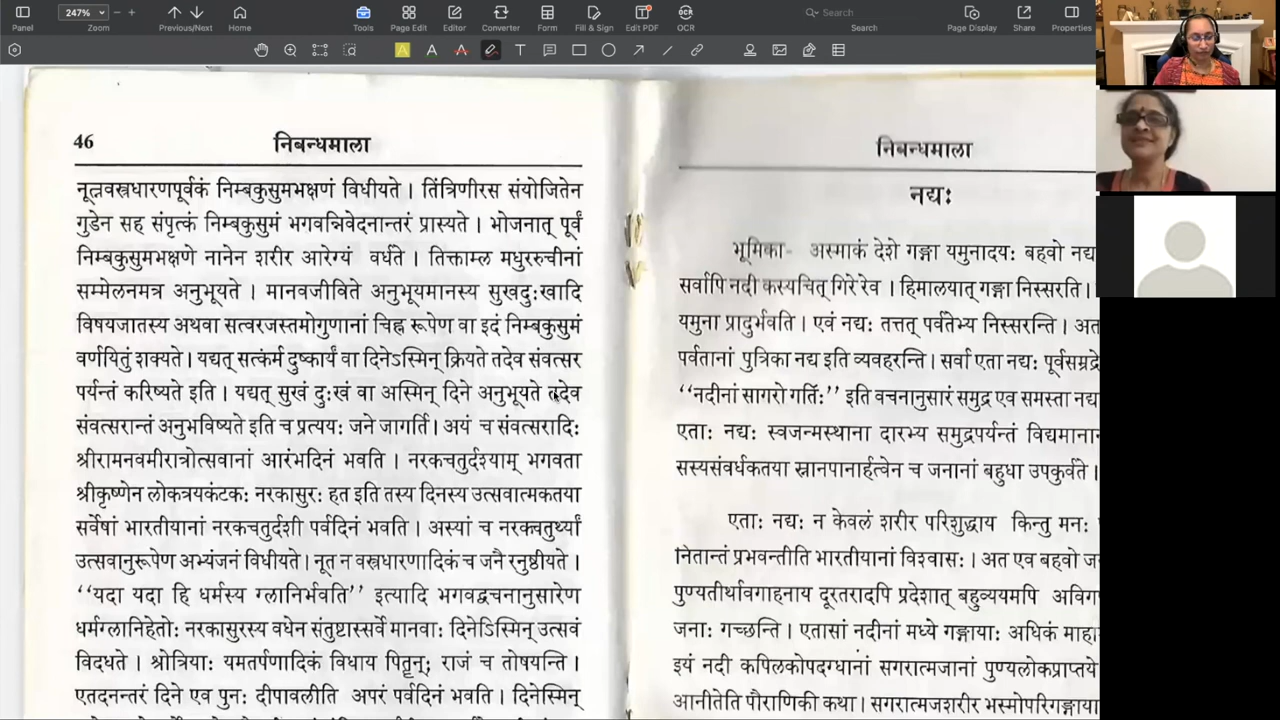 Panel
247%
Zoom
Previous/Next
Home
Tools
Page Edit
Editor
Converter
Forms
Fill & Sign
Edit PDF
OCR
Search
Search
Page Display
Share
Properties
46 निबन्धमाला
नूत्नवस्त्रधारणपूर्वकं निम्बकुसुमभक्षणं विधीयते । तिंत्रिणीरस संयोजितेन
गुडेन सह संपृत्कं निम्बकुसुमं भगवन्निवेदनान्तरं प्रास्यते । भोजनात् पूर्वं
निम्बकुसुमभक्षणे नानेन शरीर आरेग्यं वर्धते । तिक्ताम्ल मधुररुचीनां
सम्मेलनमत्र अनुभूयते । मानवजीविते अनुभूयमानस्य सुखदुःखादि
विषयजातस्य अथवा सत्वरजस्तमोगुणानां चिह्न रूपेण वा इदं निम्बकुसुमं
वर्णयितुं शक्यते । यद्यत् सत्कंर्म दुष्कार्यं वा दिनेऽस्मिन् क्रियते तदेव संवत्सर
पर्यन्तं करिष्यते इति । यद्यत् सुखं दुःखं वा अस्मिन् दिने अनुभूयते तदेव
संवत्सरान्तं अनुभविष्यते इति च प्रत्ययः जने जागर्ति। अयं च संवत्सरादिः
श्रीरामनवमीरात्रोत्सवानां आरंभदिनं भवति । नरकचतुर्दश्याम् भगवता
श्रीकृष्णेन लोकत्रयकंटकः नरकासुरः हत इति तस्य दिनस्य उत्सवात्मकतया
सर्वेषां भारतीयानां नरकचतुर्दशी पर्वदिनं भवति । अस्यां च नरकचतुर्थ्यां
उत्सवानुरूपेण अभ्यंजनं विधीयते। नूत न वस्त्रधारणादिकं च जनै रनुष्ठीयते ।
‘‘यदा यदा हि धर्मस्य ग्लानिर्भवति’’ इत्यादि भगवद्वचनानुसारेण
धर्मग्लानिहेतोः नरकासुरस्य वधेन संतुष्टास्सर्वे मानवाः दिनेऽिस्मिन् उत्सवं
विदधते । श्रोत्रियाः यमतर्पणादिकं विधाय पितॄन्; राजं च तोषयन्ति ।
एतदनन्तरं दिने एव पुनः दीपावलीति अपरं पर्वदिनं भवति । दिनेस्मिन्
निबन्धमाला
नद्यः
भूमिका- अस्माकं देशे गङ्गा यमुनादयः बहवो नद्य
सर्वापि नदी कस्यचित् गिरे रेव । हिमालयात् गङ्गा निस्सरति ।
यमुना प्रादुर्भवति । एवं नद्यः तत्तत् पर्वतेभ्य निस्सरन्ति । अत
पर्वतानां पुत्रिका नद्य इति व्यवहरन्ति। सर्वा एता नद्यः पूर्वसमुद्रे
‘‘नदीनां सागरो गर्तिः’’ इति वचनानुसारं समुद्र एव समस्ता नद्य
एताः नद्यः स्वजन्मस्थाना दारभ्य समुद्रपर्यन्तं विद्यमानान
सस्यसंवर्धकतया स्नानपानार्हत्वेन च जनानां बहुधा उपकुर्वते ।
एताः नद्यः न केवलं शरीर परिशुद्धाय किन्तु मनः
नितान्तं प्रभवन्तीति भारतीयानां विश्वासः। अत एव बहवो ज
पुण्यतीर्थावगाहनाय दूरतरादपि प्रदेशात् बहुव्ययमपि अविग
जनाः गच्छन्ति । एतासां नदीनां मध्ये गङ्गायाः अधिकं माहा
इयं नदी कपिलकोपदग्धानां सगरात्मजानां पुण्यलोकप्राप्तये
आनीतेति पौराणिकी कथा। सगरात्मजशरीर भस्मोपरिगङ्गाया